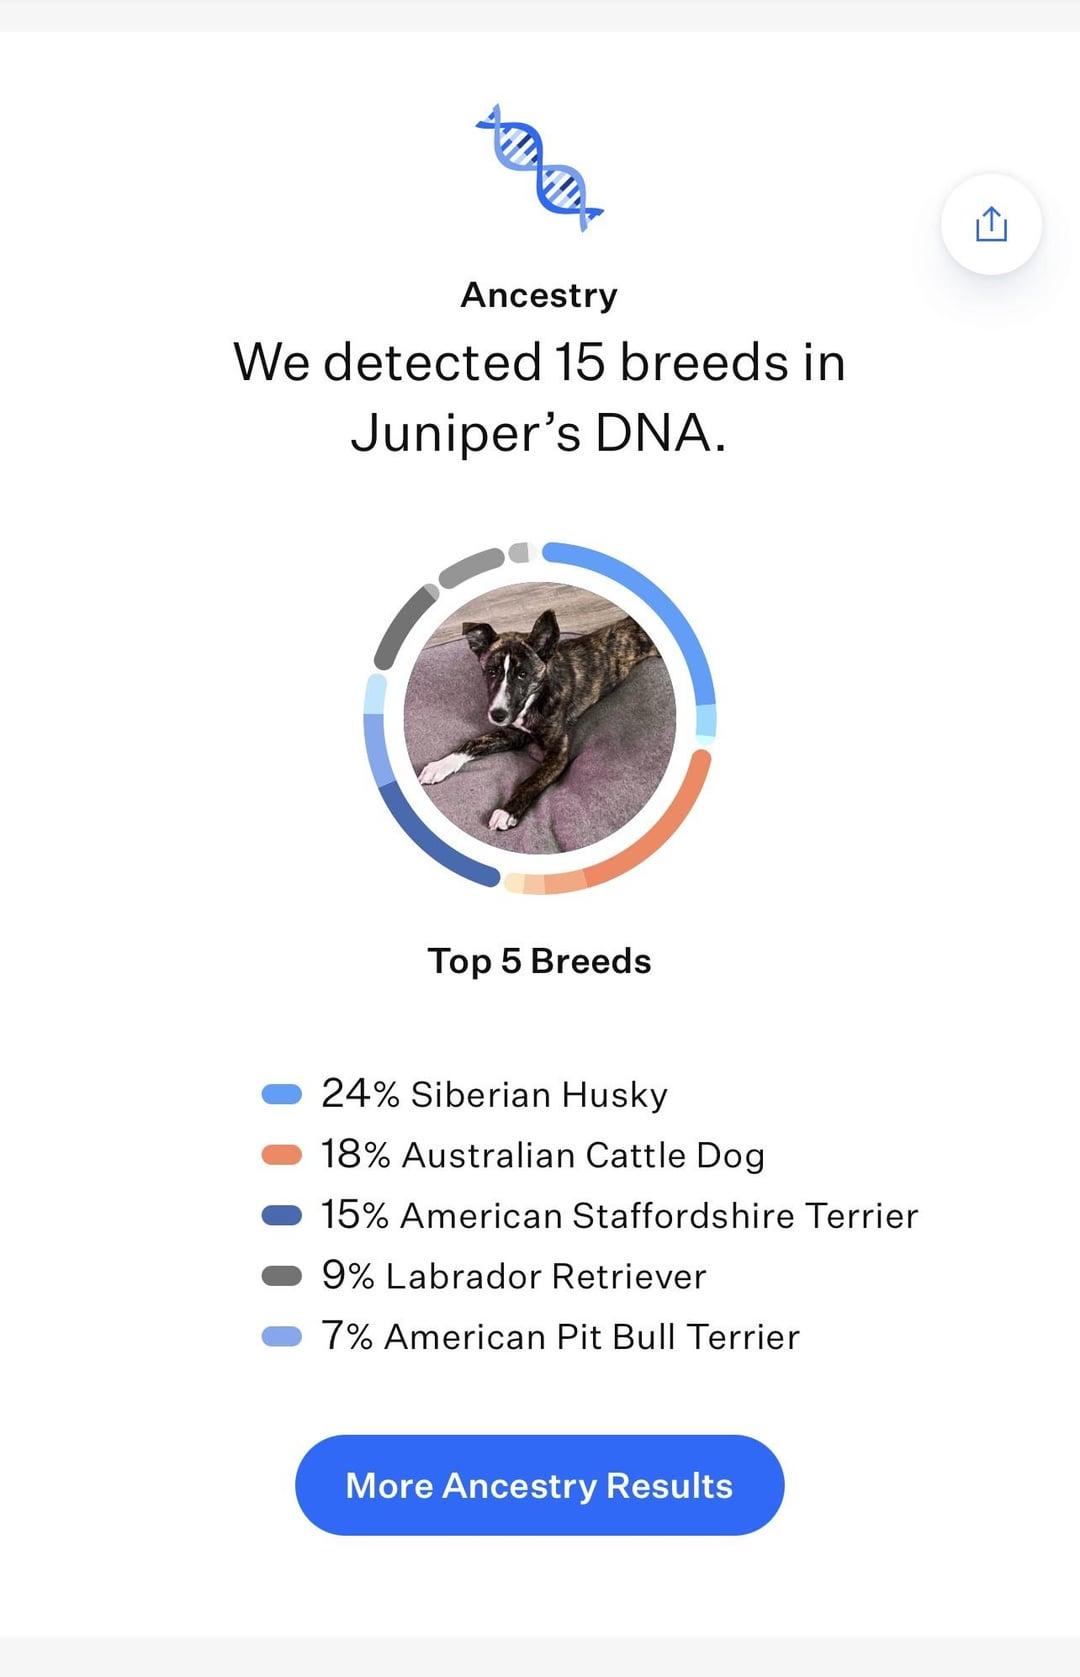 Ancestry
We detected 15 breeds in
Juniper’s DNA.
Top 5 Breeds
24% Siberian Husky
18% Australian Cattle Dog
15% American Staffordshire Terrier
9% Labrador Retriever
7% American Pit Bull Terrier
More Ancestry Results